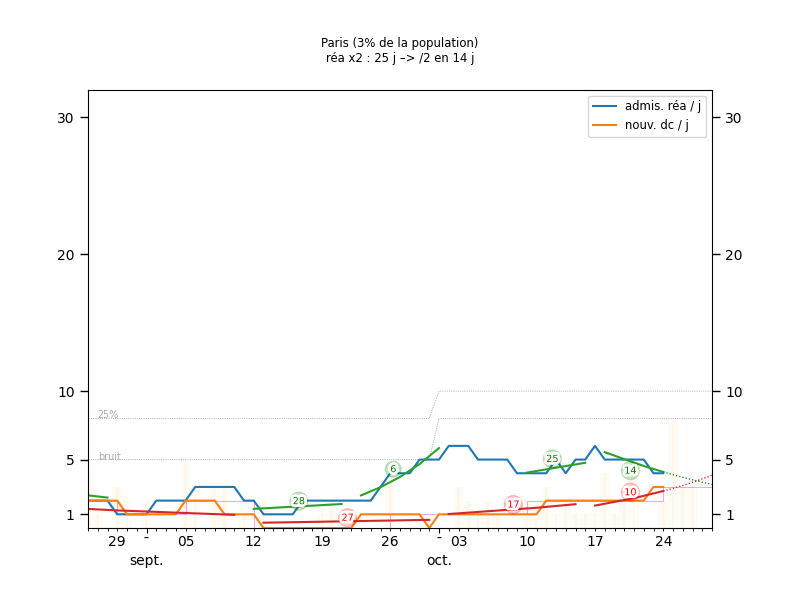 Paris (3% de la population)
réa x2 : 25 j –> /2 en 14 j
admis. réa / j
nouv. dc / j
30 30
20 20
10 10
25%
bruit
5 5
1 1
6
28
27
25
17
14
10
29 - 05 12 19 26 - 03 10 17 24
sept. oct.